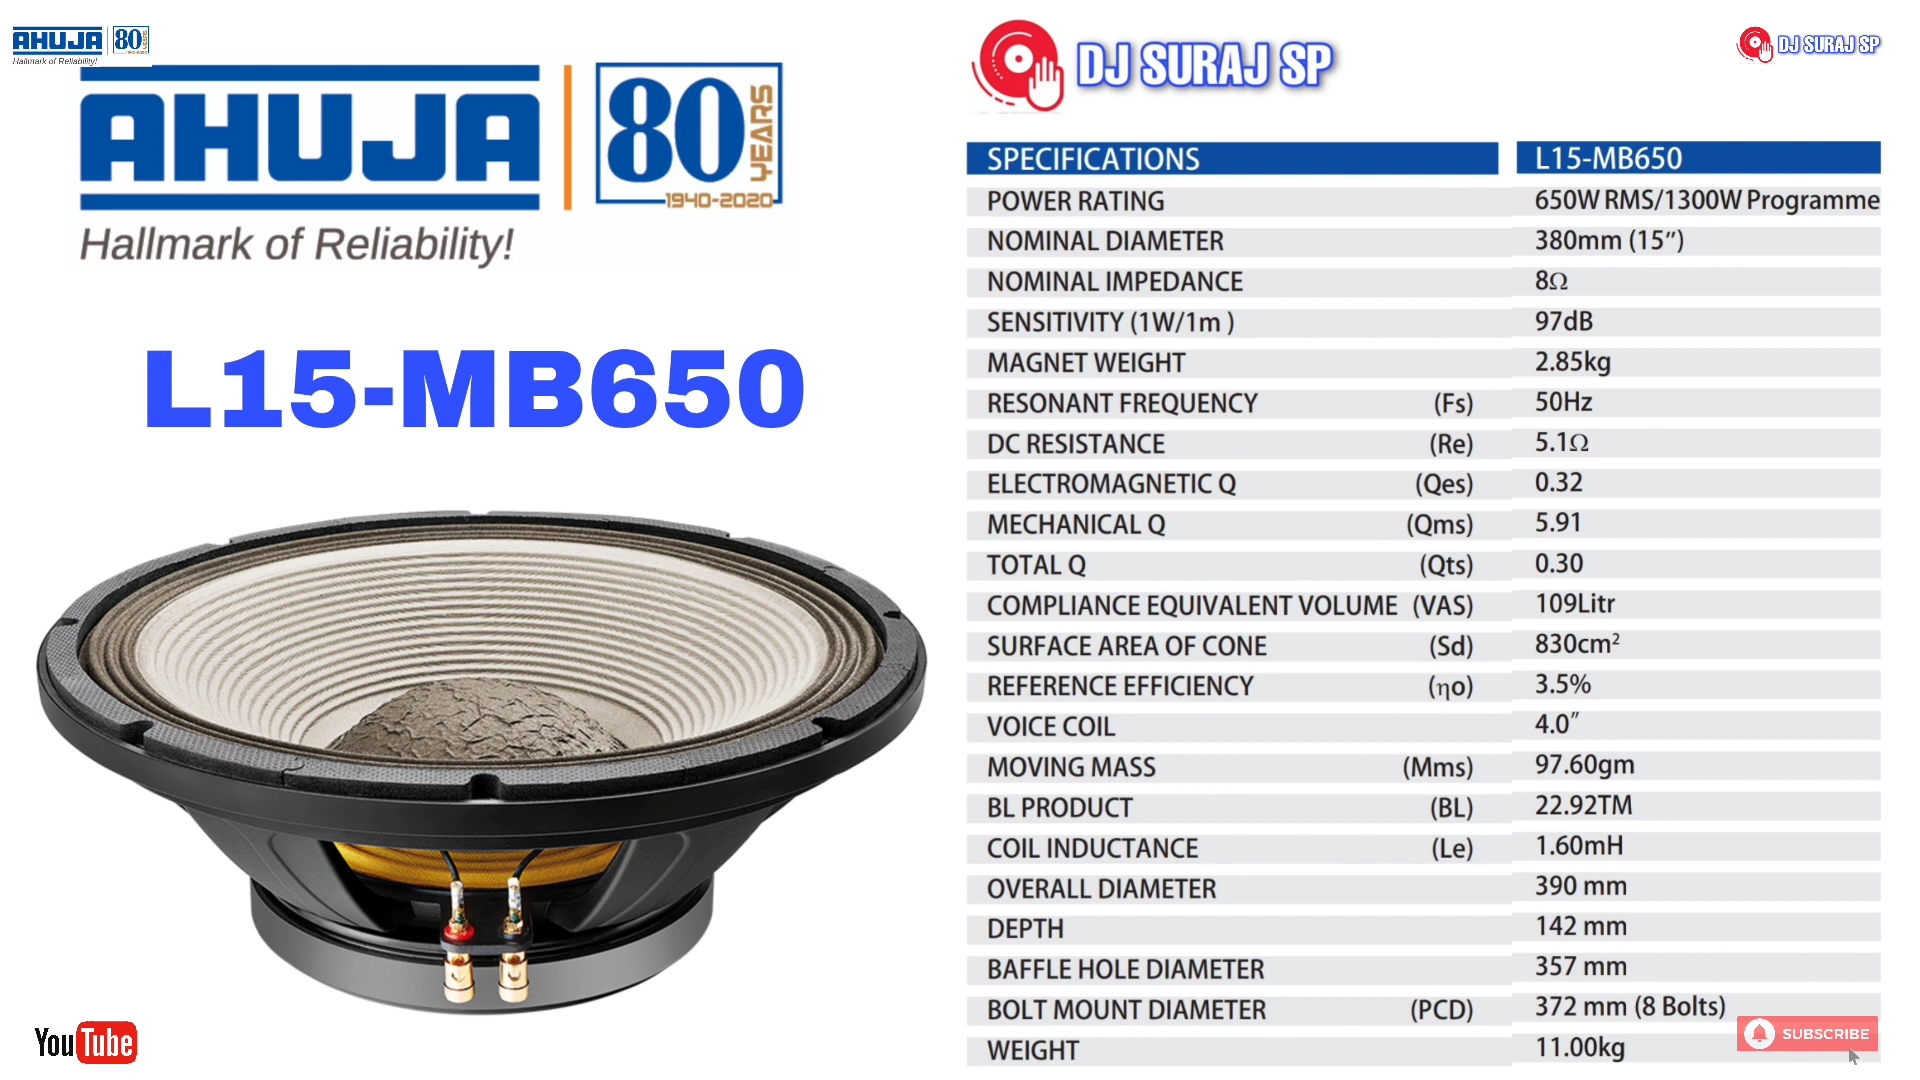 AHUJA 80 YEARS
1940-2020
Hallmark of Reliability!
AHUJA 80 YEARS
1940-2020
Hallmark of Reliability!
L15-MB650
YouTube
DJ SURAJ SP
DJ SURAJ SP
SPECIFICATIONS L15-MB650
POWER RATING 650W RMS/1300W Programme
NOMINAL DIAMETER 380mm (15”)
NOMINAL IMPEDANCE 8Ω
SENSITIVITY (1W/1m ) 97dB
MAGNET WEIGHT 2.85kg
RESONANT FREQUENCY (Fs) 50Hz
DC RESISTANCE (Re) 5.1Ω
ELECTROMAGNETIC Q (Qes) 0.32
MECHANICAL Q (Qms) 5.91
TOTAL Q (Qts) 0.30
COMPLIANCE EQUIVALENT VOLUME (VAS) 109Litr
SURFACE AREA OF CONE (Sd) 830cm²
REFERENCE EFFICIENCY (ηo) 3.5%
VOICE COIL 4.0″
MOVING MASS (Mms) 97.60gm
BL PRODUCT (BL) 22.92TM
COIL INDUCTANCE (Le) 1.60mH
OVERALL DIAMETER 390 mm
DEPTH 142 mm
BAFFLE HOLE DIAMETER 357 mm
BOLT MOUNT DIAMETER (PCD) 372 mm (8 Bolts)
WEIGHT 11.00kg
SUBSCRIBE